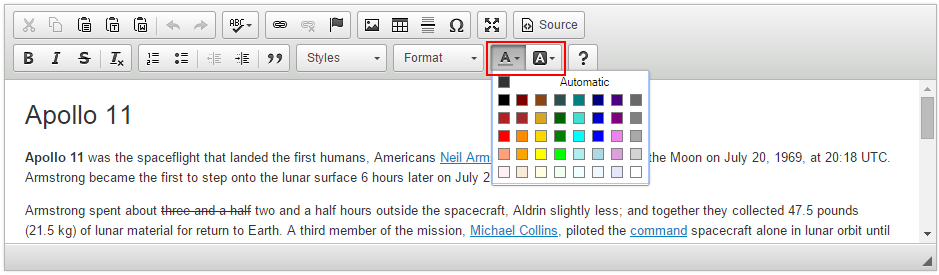 ABC
Source
B I S Tx
Styles
Format
A
A
?
Automatic
Apollo 11
Apollo 11 was the spaceflight that landed the first humans, Americans Neil Arm the Moon on July 20, 1969, at 20:18 UTC.
Armstrong became the first to step onto the lunar surface 6 hours later on July 2
Armstrong spent about three and a half two and a half hours outside the spacecraft, Aldrin slightly less; and together they collected 47.5 pounds
(21.5 kg) of lunar material for return to Earth. A third member of the mission, Michael Collins, piloted the command spacecraft alone in lunar orbit until